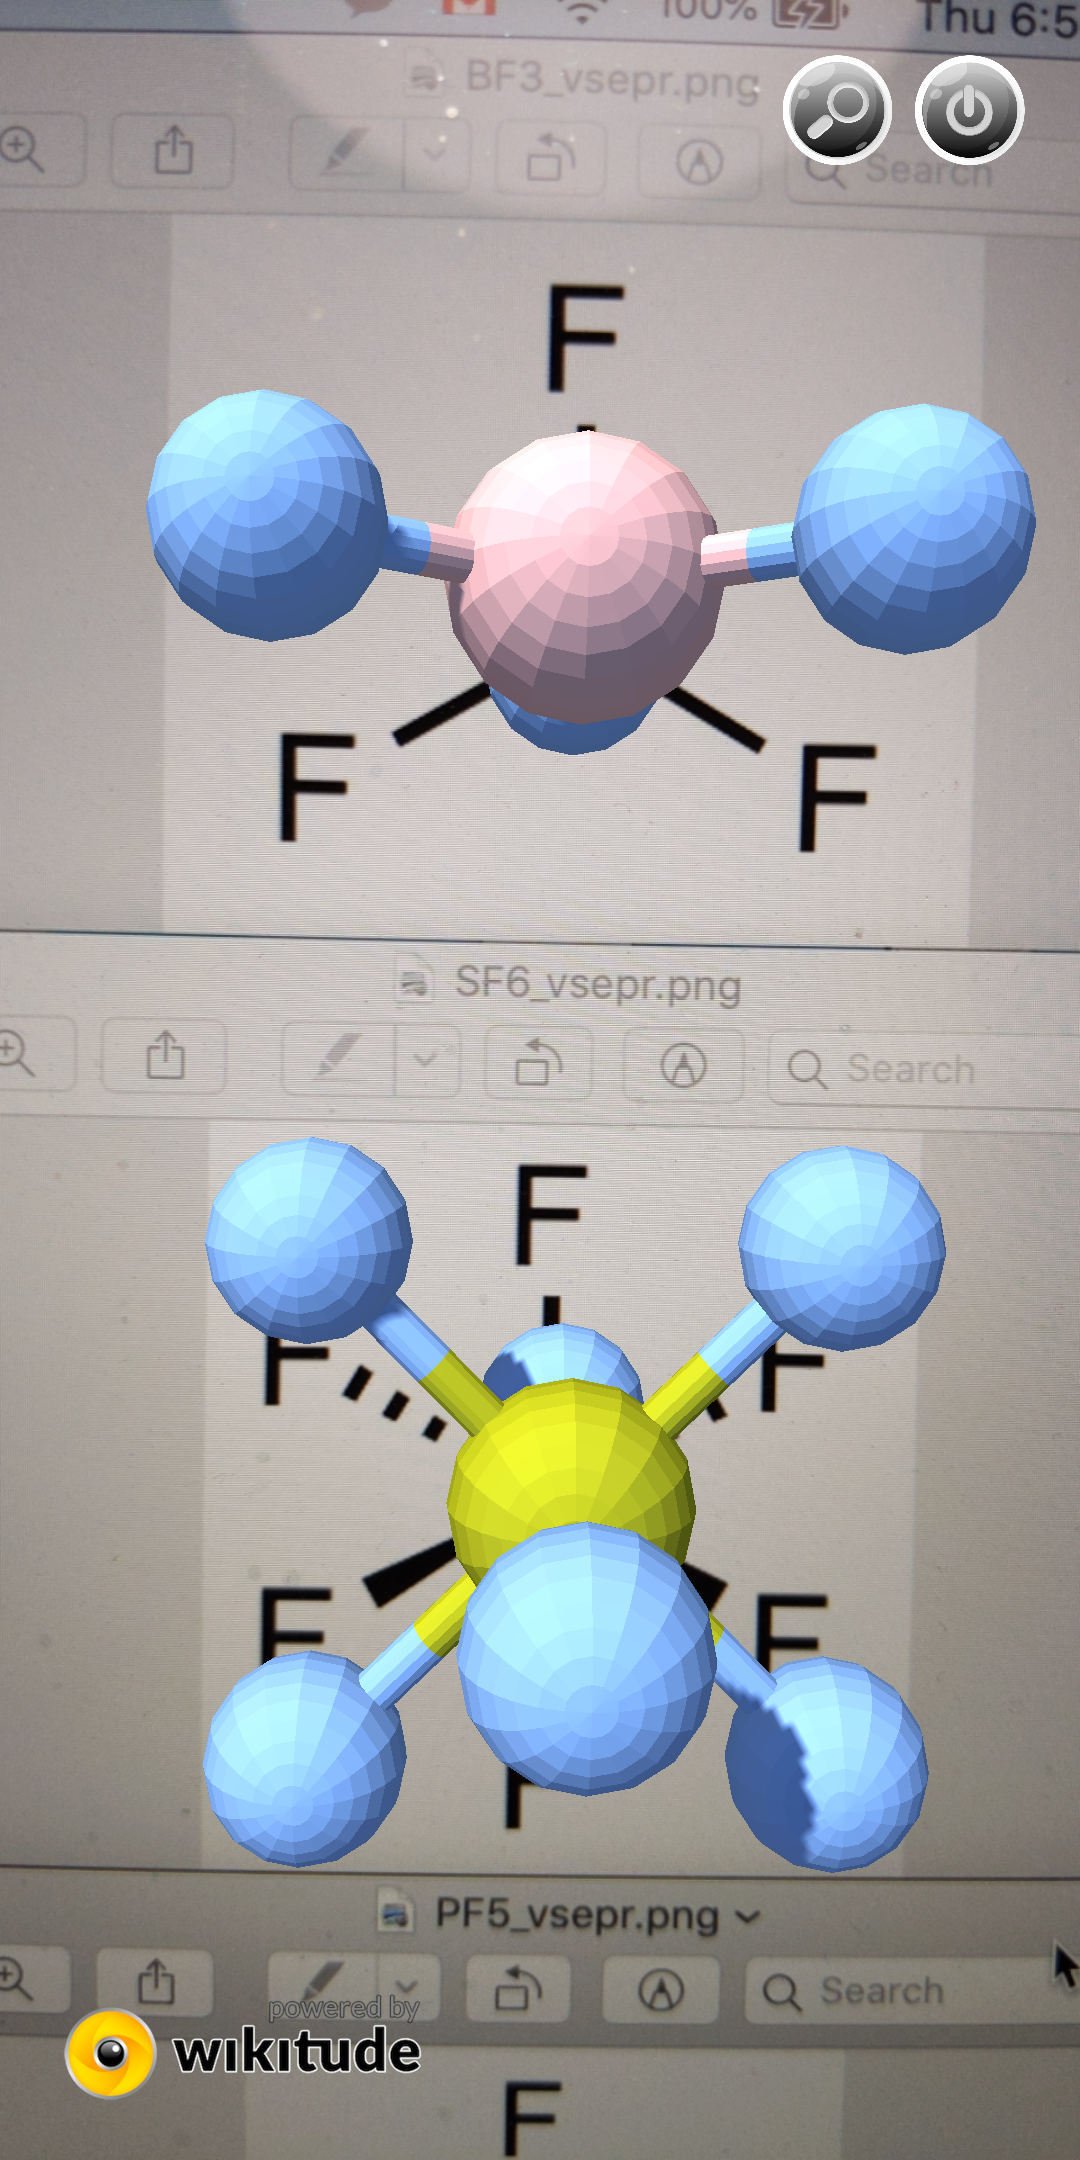 100% Thu 6:5
BF3_vsepr.png
Search
F
F F
SF6_vsepr.png
Search
F
F F
F F
F
PF5_vsepr.png
Search
powered by
wikitude
F